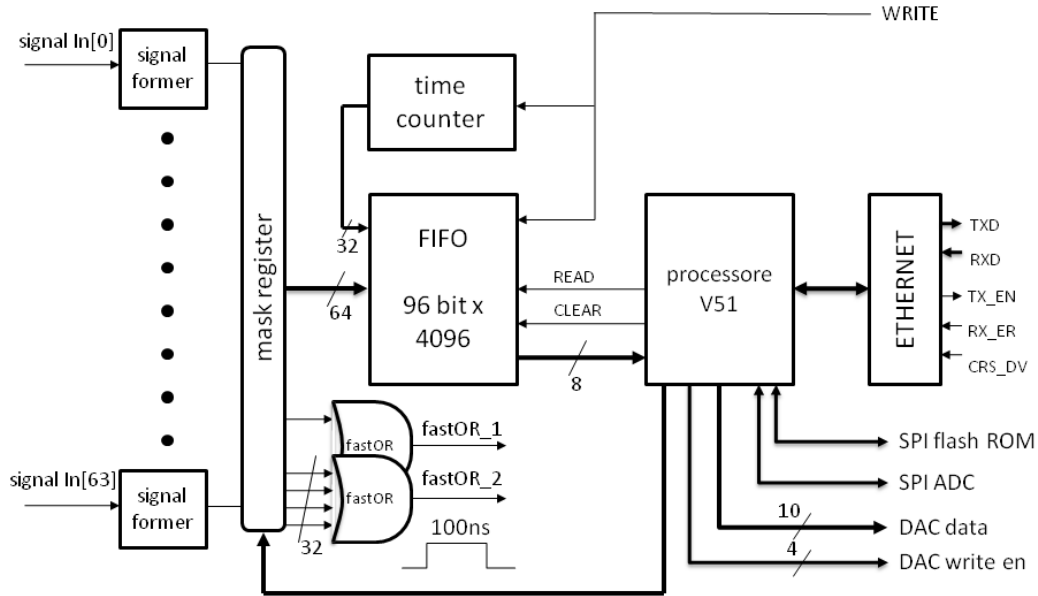 WRITE
signal In[0]
signal
former
time
counter
mask register
32
FIFO
96 bit x
4096
64
READ
CLEAR
8
processore
V51
ETHERNET
TXD
RXD
TX_EN
RX_ER
CRS_DV
fastOR
fastOR_1
fastOR
fastOR_2
32
100ns
signal In[63]
signal
former
SPI flash ROM
SPI ADC
10
DAC data
4
DAC write en